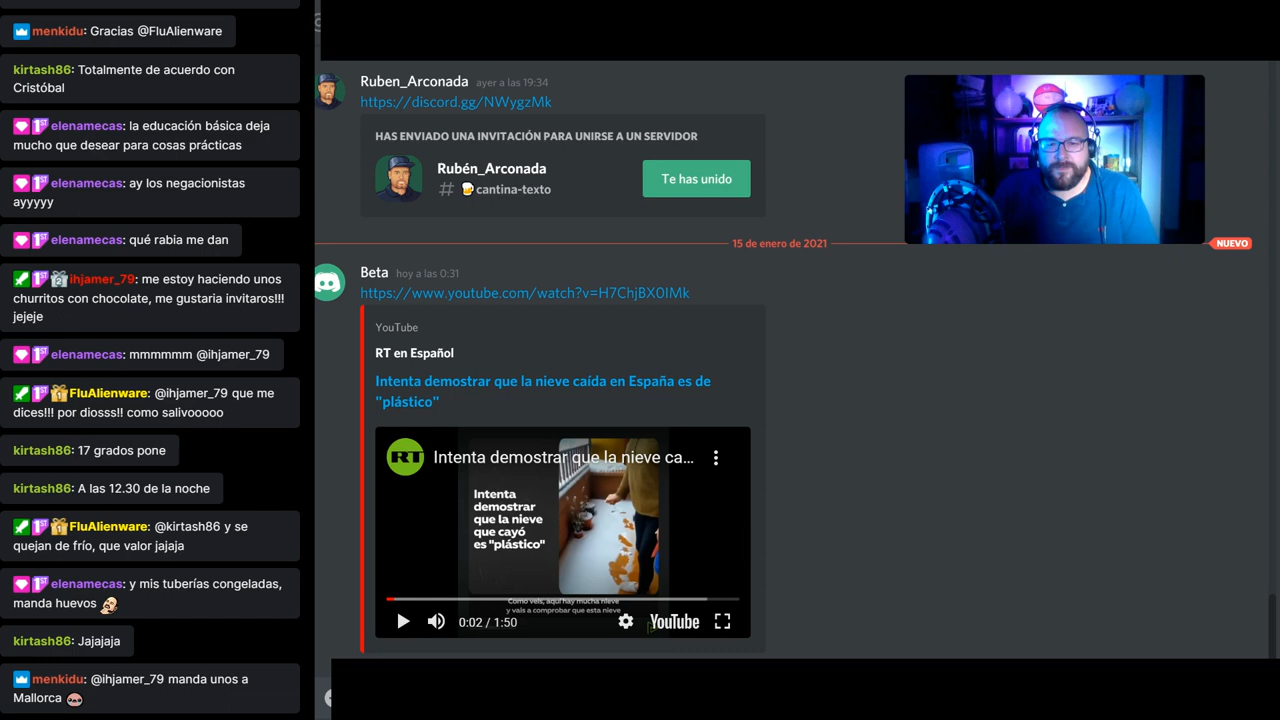 menkidu: Gracias @FluAlienware
kirtash86: Totalmente de acuerdo con
Cristóbal
elenamecas: la educación básica deja
mucho que desear para cosas prácticas
elenamecas: ay los negacionistas
ayyyyy
elenamecas: qué rabia me dan
ihjamer_79: me estoy haciendo unos
churritos con chocolate, me gustaria invitaros!!!
jejeje
elenamecas: mmmmmm @ihjamer_79
FluAlienware: @ihjamer_79 que me
dices!!! por diosss!! como salivooooo
kirtash86: 17 grados pone
kirtash86: A las 12.30 de la noche
FluAlienware: @kirtash86 y se
quejan de frío, que valor jajaja
elenamecas: y mis tuberías congeladas,
manda huevos
kirtash86: Jajajaja
menkidu: @ihjamer_79 manda unos a
Mallorca
Ruben_Arconada ayer a las 19:34
https://discord.gg/NWygzMk
HAS ENVIADO UNA INVITACIÓN PARA UNIRSE A UN SERVIDOR
Rubén_Arconada
# cantina-texto
Te has unido
15 de enero de 2021
NUEVO
Beta hoy a las 0:31
https://www.youtube.com/watch?v=H7ChjBX0IMk
YouTube
RT en Español
Intenta demostrar que la nieve caída en España es de
"plástico"
RT Intenta demostrar que la nieve ca...
Intenta
demostrar
que la nieve
que cayó
es "plástico"
Como veis, aquí hay mucha nieve
y vais a comprobar que esta nieve
0:02 / 1:50
YouTube